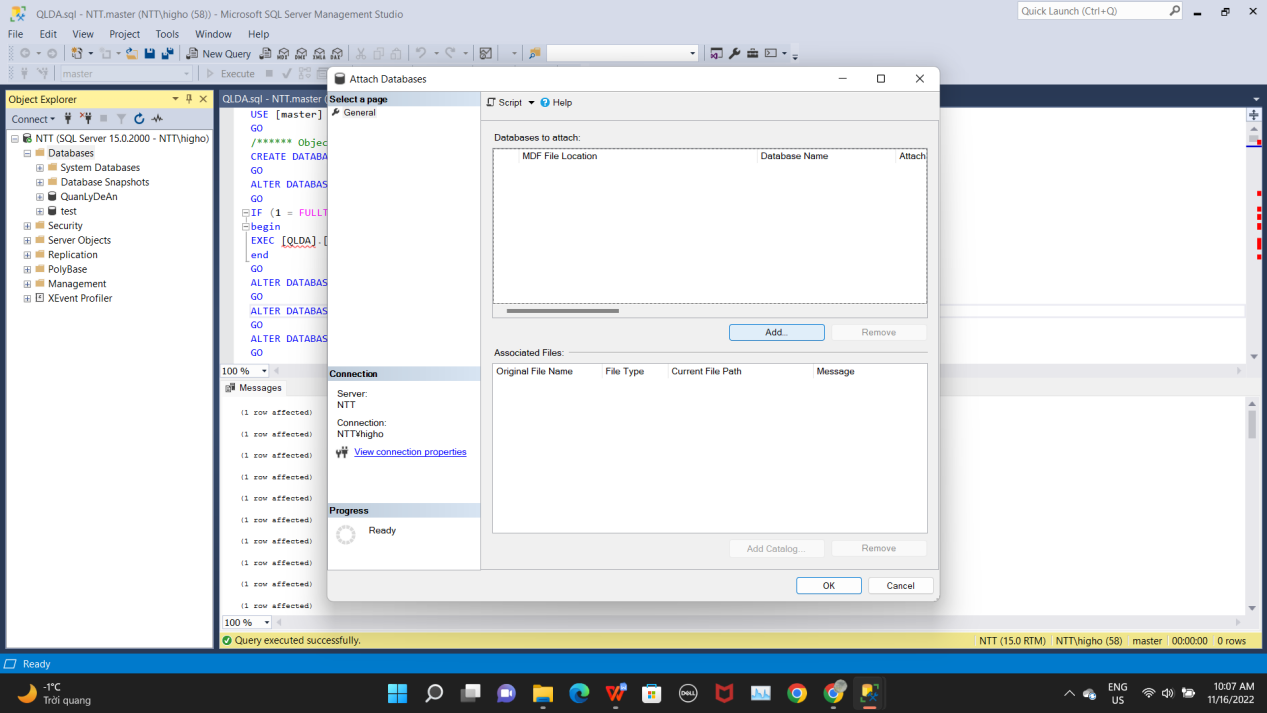 QLDA.sql - NTT.master (NTT\higho (58)) - Microsoft SQL Server Management Studio
Quick Launch (Ctrl+Q)
File Edit View Project Tools Window Help
New Query
MDX DMX XMLA DAX
master Execute
Object Explorer
Connect
NTT (SQL Server 15.0.2000 - NTT\higho)
Databases
System Databases
Database Snapshots
QuanLyDeAn
test
Security
Server Objects
Replication
PolyBase
Management
XEvent Profiler
QLDA.sql - NTT.master (
USE [master]
GO
/****** Objec
CREATE DATABA
GO
ALTER DATABAS
GO
IF (1 = FULLT
begin
EXEC [QLDA].[
end
GO
ALTER DATABAS
GO
ALTER DATABAS
GO
ALTER DATABAS
GO
100 %
Messages
(1 row affected)
(1 row affected)
(1 row affected)
(1 row affected)
(1 row affected)
(1 row affected)
(1 row affected)
(1 row affected)
(1 row affected)
(1 row affected)
100 %
Query executed successfully.
NTT (15.0 RTM) NTT\higho (58) master 00:00:00 0 rows
Attach Databases
Select a page
General
Script Help
Databases to attach:
MDF File Location Database Name Attach
Add... Remove
Associated Files:
Original File Name File Type Current File Path Message
Add Catalog... Remove
Connection
Server:
NTT
Connection:
NTT¥higho
View connection properties
Progress
Ready
OK Cancel
Ready
-1°C
Trời quang
DELL
ENG
US
10:07 AM
11/16/2022